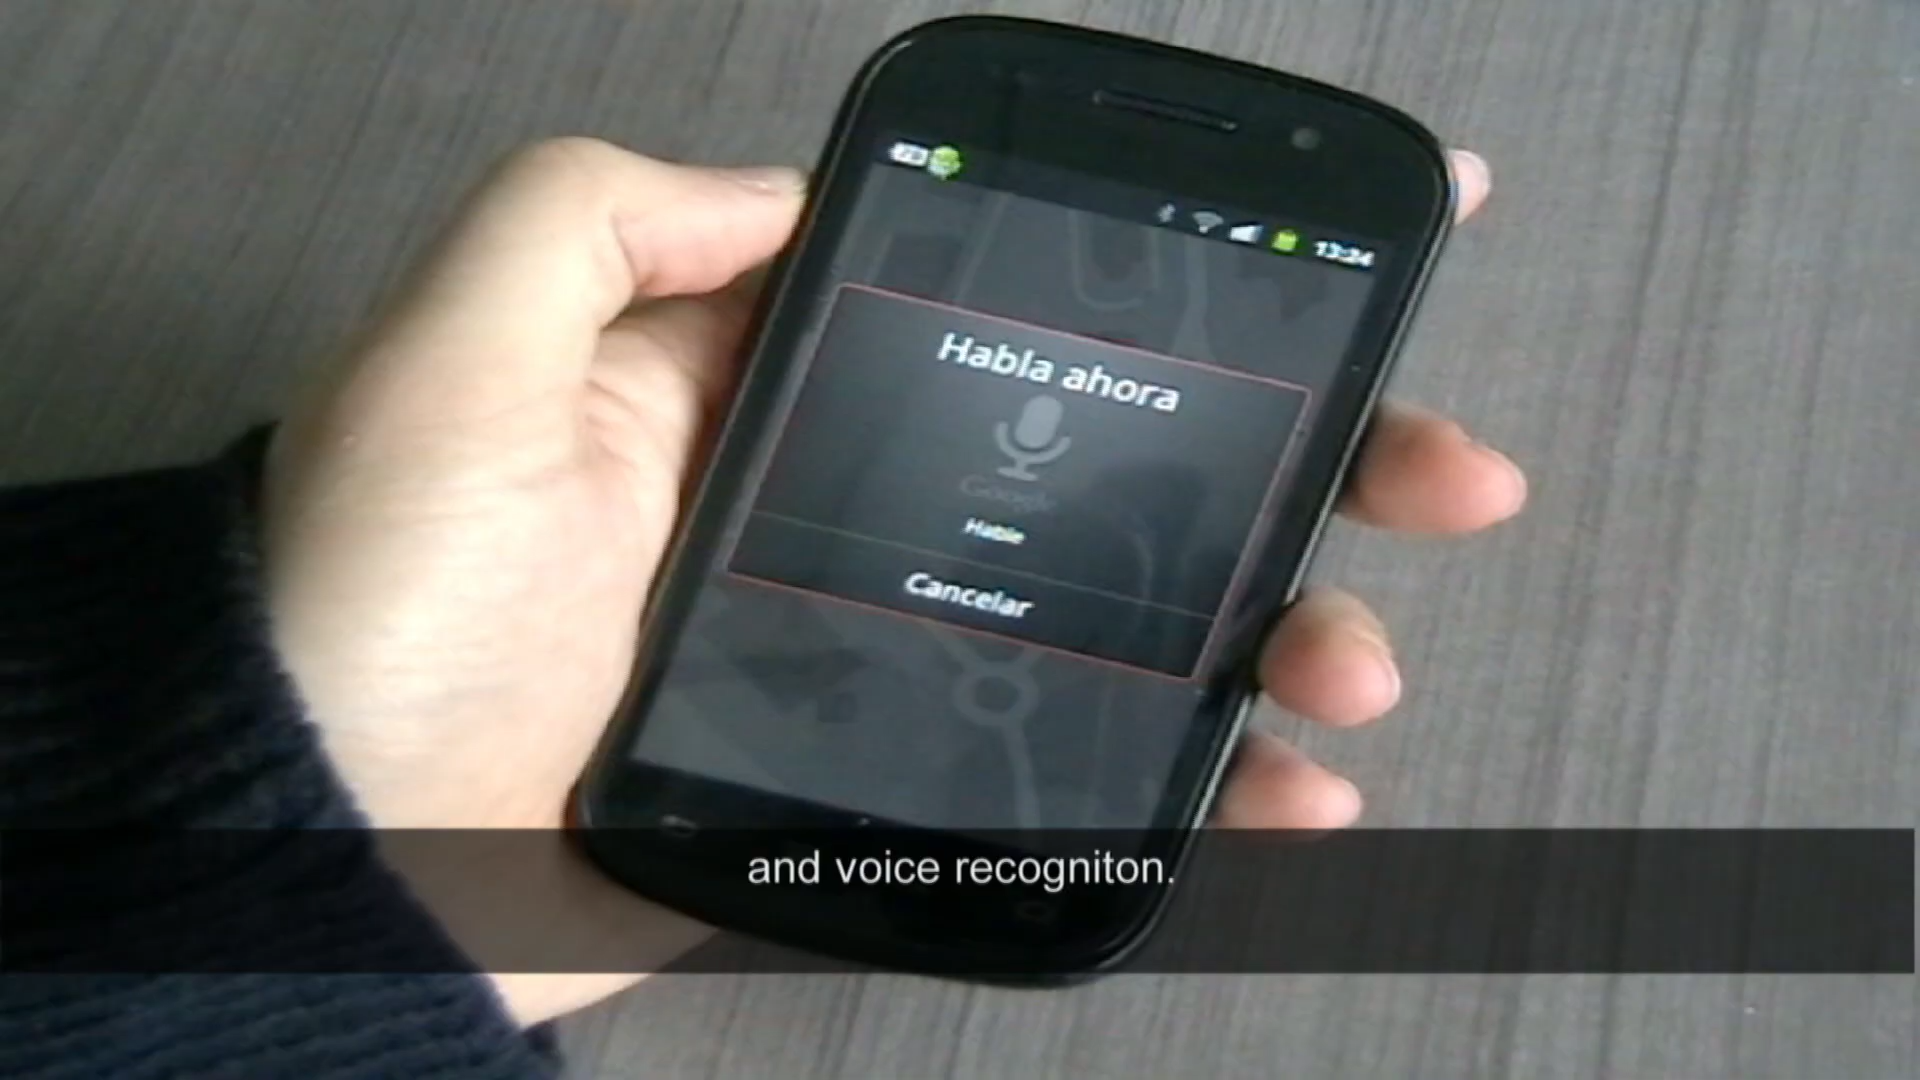 13:24
Habla ahora
Google
Hable
Cancelar
and voice recogniton.